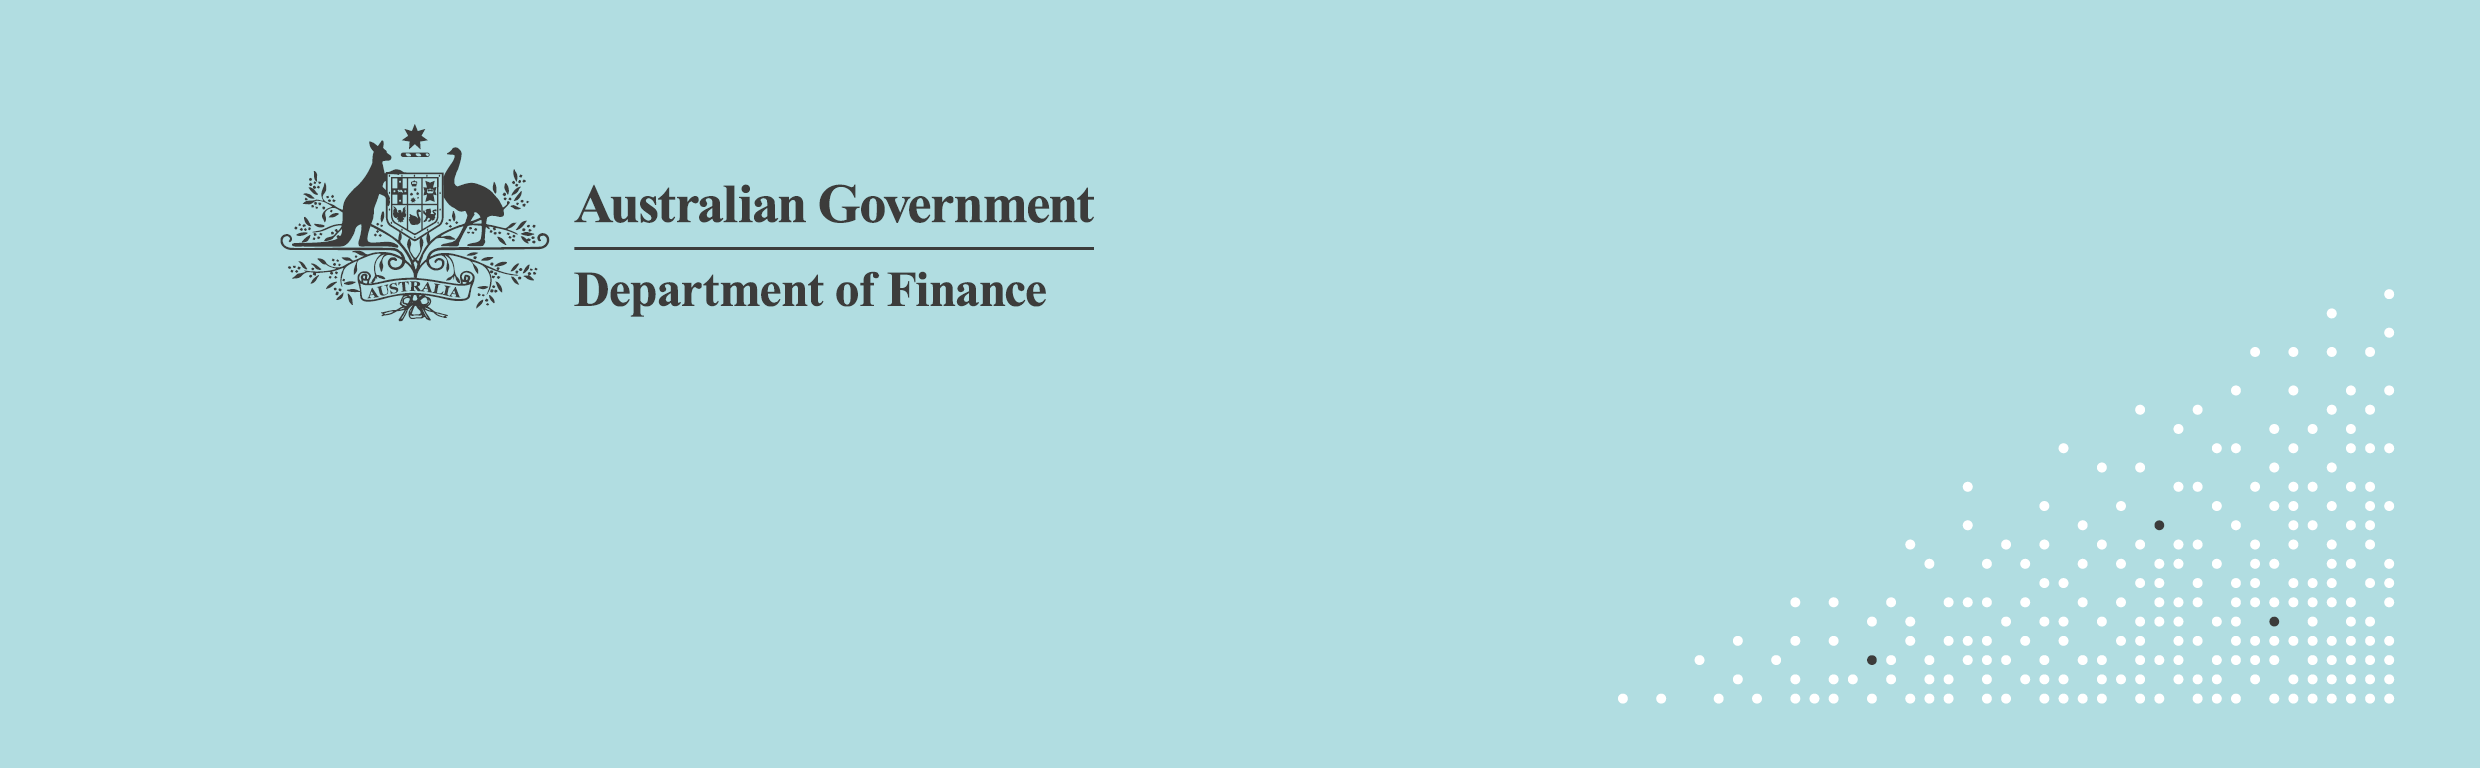 Australian Government
Department of Finance
AUSTRALIA